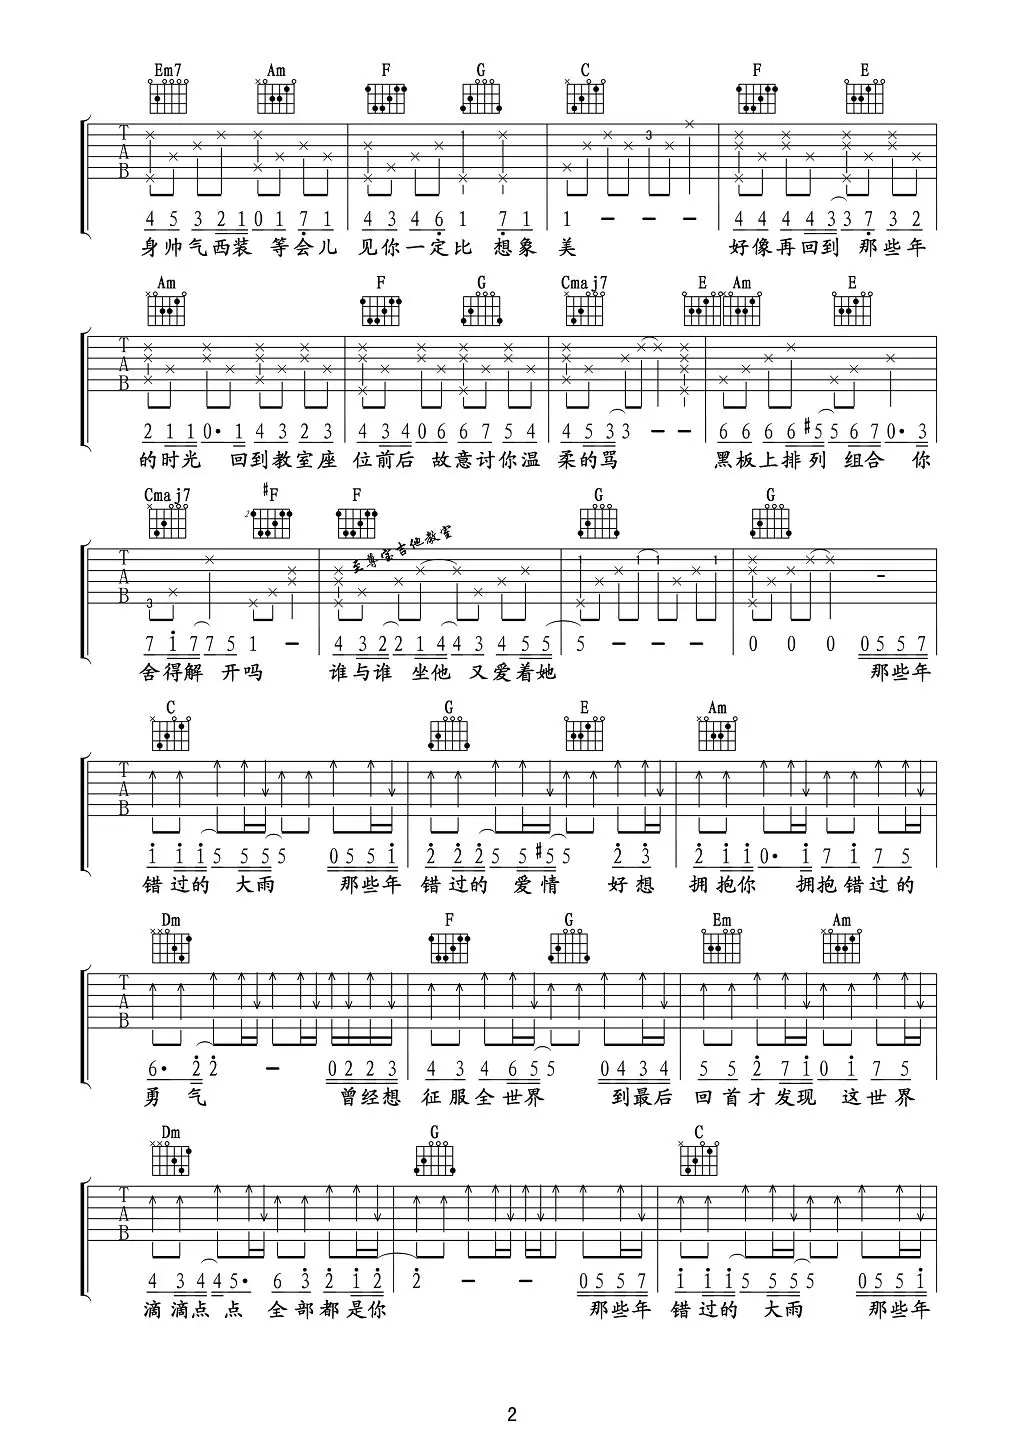 Em7 Am F G C F E
T
A
B
1 3
4 5 3 2 1 0 1 7 1 4 3 4 6 1 7 1 1 - - - 4 4 4 4 3 3 7 3 2
身帅气西装 等会儿 见你一定比 想象 美 好像再回到 那些年
Am F G Cmaj7 E Am E
T
A
B
2 1 1 0· 1 4 3 2 3 4 3 4 0 6 6 7 5 4 4 5 3 3 - - 6 6 6 6 #5 5 6 7 0· 3
的时光 回到教室座 位前后 故意讨你温 柔的骂 黑板上排列 组合 你
Cmaj7 #F F G G
2
至尊宝吉他教室
T
A
B
3 1 1 1
7 1 7 7 5 1 - 4 3 2 2 1 4 4 3 4 5 5 5 - - - 0 0 0 0 5 5 7
舍得解 开吗 谁与谁 坐他 又爱着她 那些年
C G E Am
T
A
B
1 1 1 5 5 5 5 0 5 5 1 2 2 2 5 5 #5 5 2 3 2 1 1 0· 1 7 1 7 5
错过的 大雨 那些年 错过的 爱情 好想 拥抱你 拥抱错过的
Dm F G Em Am
T
A
B
6· 2 2 - 0 2 2 3 4 3 4 6 5 5 0 4 3 4 5 5 2 7 1 0 1 7 5
勇气 曾经想 征服全世界 到最后 回首才发现 这世界
Dm G C
T
A
B
4 3 4 4 5· 6 3 2 1 2 2 - - 0 5 5 7 1 1 1 5 5 5 5 0 5 5 1
滴滴点点 全部都是你 那些年 错过的 大雨 那些年
2